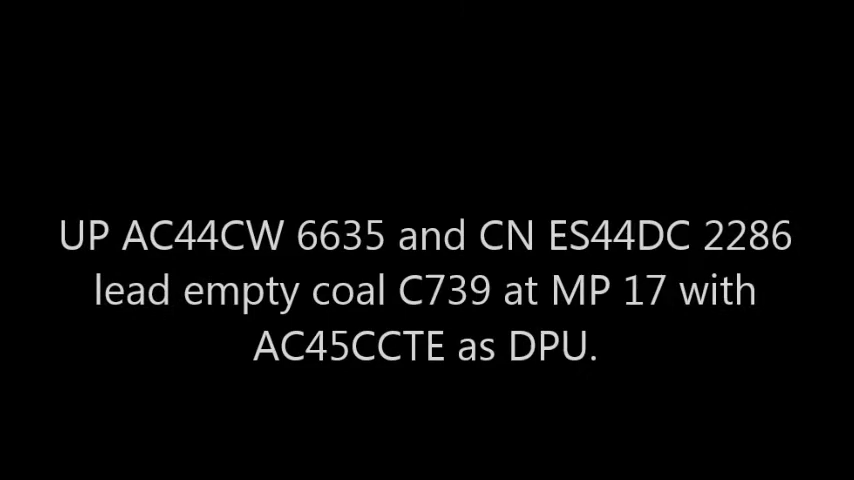 UP AC44CW 6635 and CN ES44DC 2286
lead empty coal C739 at MP 17 with
AC45CCTE as DPU.